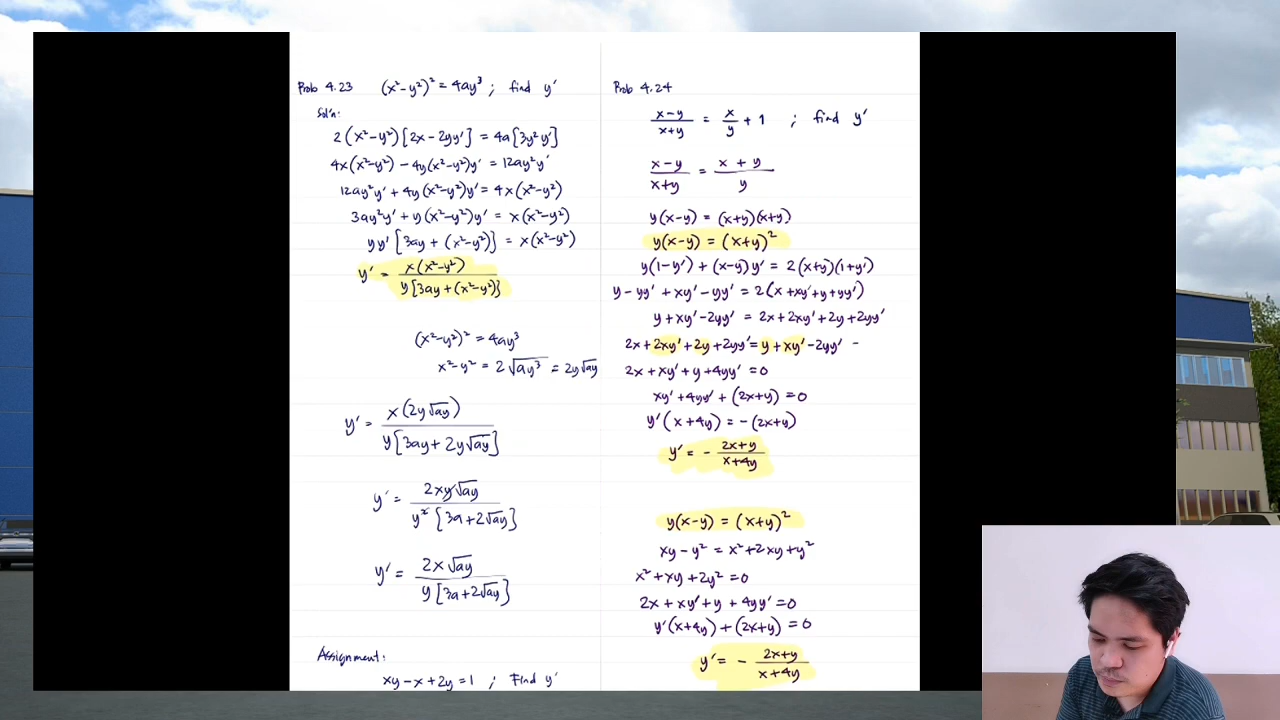 Prob 4.23 (x²-y²)² = 4ay³ ; find y'
Sol'n:
2(x²-y²)[2x-2yy'] = 4a[3y²y']
4x(x²-y²) - 4y(x²-y²)y' = 12ay²y'
12ay²y' + 4y(x²-y²)y' = 4x(x²-y²)
3ay²y' + y(x²-y²)y' = x(x²-y²)
yy'[3ay + (x²-y²)] = x(x²-y²)
y' = x(x²-y²) / y[3ay + (x²-y²)]
(x²-y²)² = 4ay³
x²-y² = 2√ay³ = 2y√ay
y' = x(2y√ay) / y[3ay + 2y√ay]
y' = 2xy√ay / y²[3a + 2√ay]
y' = 2x√ay / y[3a + 2√ay]
Assignment:
xy - x + 2y = 1 ; Find y'
Prob 4.24
x-y / x+y = x/y + 1 ; find y'
x-y / x+y = x + y / y
y(x-y) = (x+y)(x+y)
y(x-y) = (x+y)²
y(1-y') + (x-y)y' = 2(x+y)(1+y')
y - yy' + xy' - yy' = 2(x + xy' + y + yy')
y + xy' - 2yy' = 2x + 2xy' + 2y + 2yy'
2x + 2xy' + 2y + 2yy' = y + xy' - 2yy' -
2x + xy' + y + 4yy' = 0
xy' + 4yy' + (2x+y) = 0
y'(x+4y) = -(2x+y)
y' = - 2x+y / x+4y
y(x-y) = (x+y)²
xy - y² = x² + 2xy + y²
x² + xy + 2y² = 0
2x + xy' + y + 4yy' = 0
y'(x+4y) + (2x+y) = 0
y' = - 2x+y / x+4y